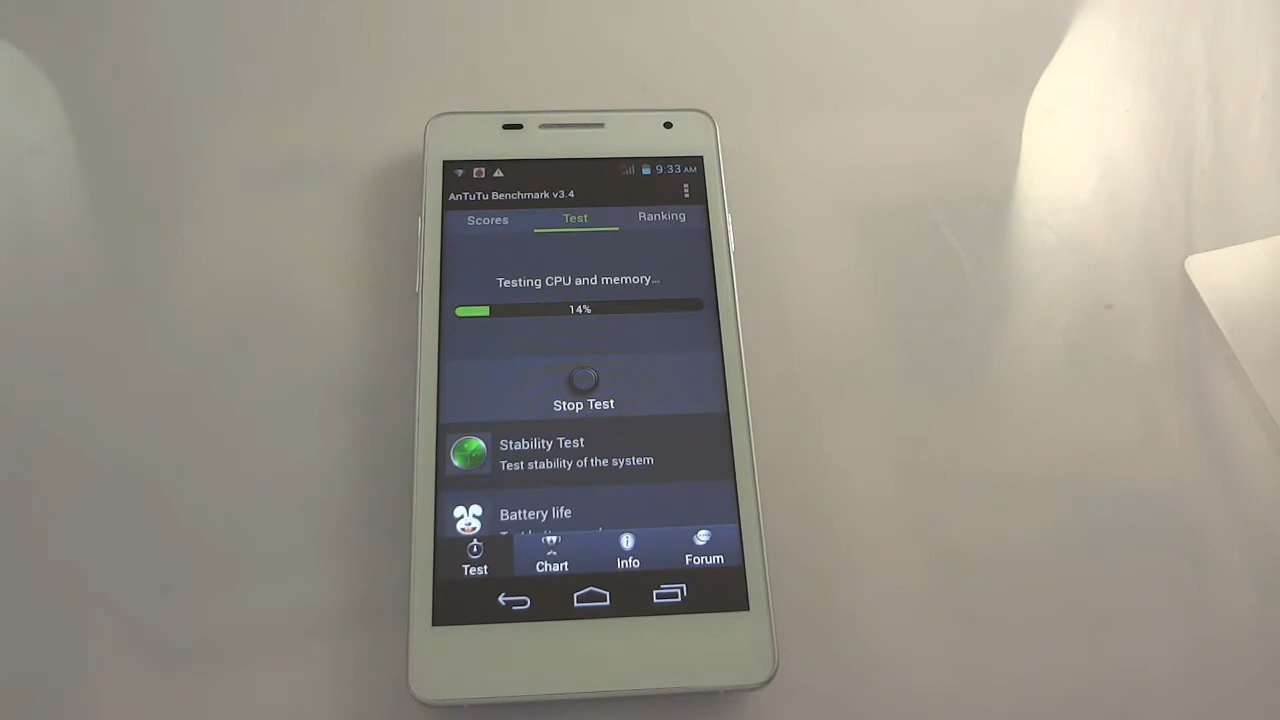 9:33 AM
AnTuTu Benchmark v3.4
Scores Test Ranking
Testing CPU and memory...
14%
Stop Test
Stability Test
Test stability of the system
Battery life
Test Chart Info Forum